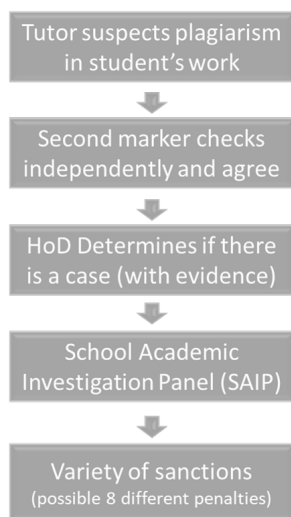 Tutor suspects plagiarism
in student's work
Second marker checks
independently and agree
HoD Determines if there
is a case (with evidence)
School Academic
Investigation Panel (SAIP)
Variety of sanctions
(possible 8 different penalties)